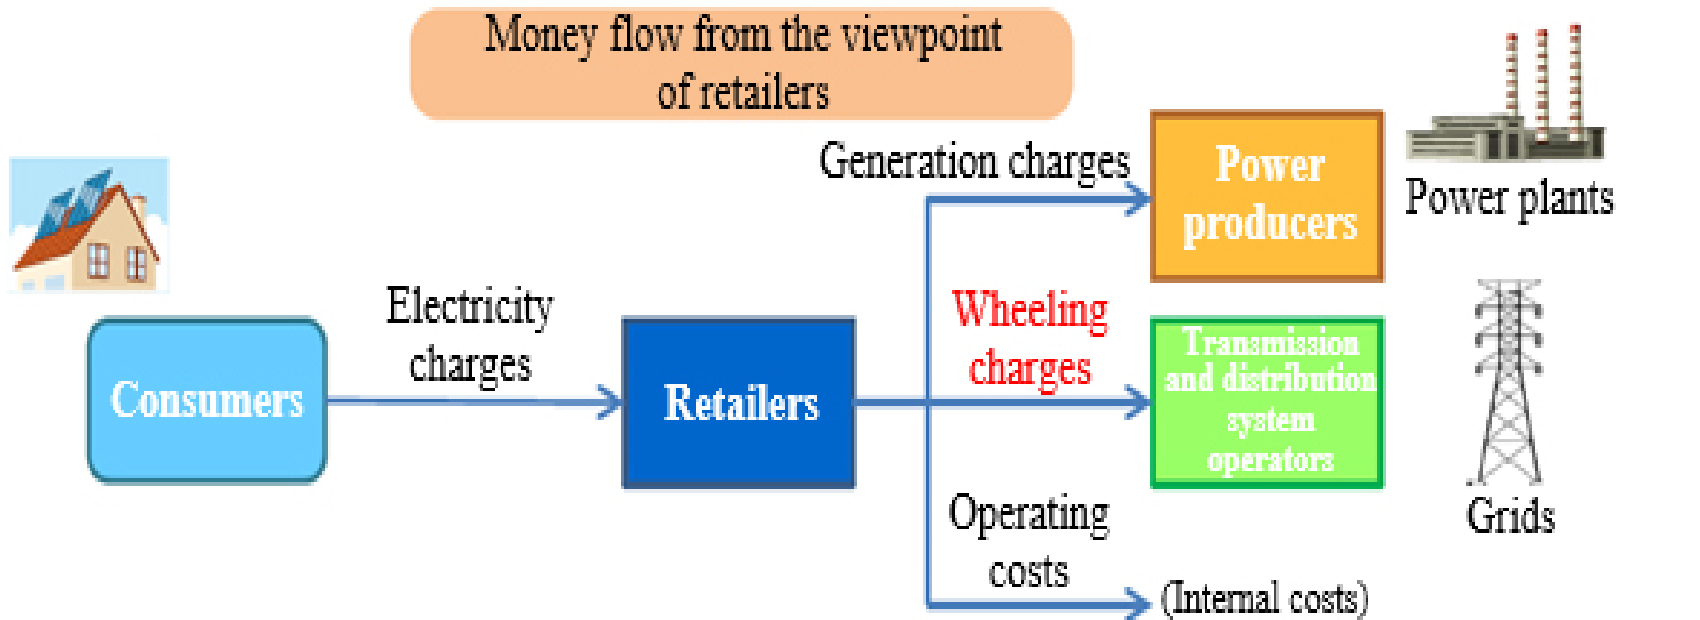 Money flow from the viewpoint
of retailers
Generation charges
Power
producers
Power plants
Electricity
charges
Consumers
Retailers
Wheeling
charges
Transmission
and distribution
system
operators
Grids
Operating
costs
(Internal costs)